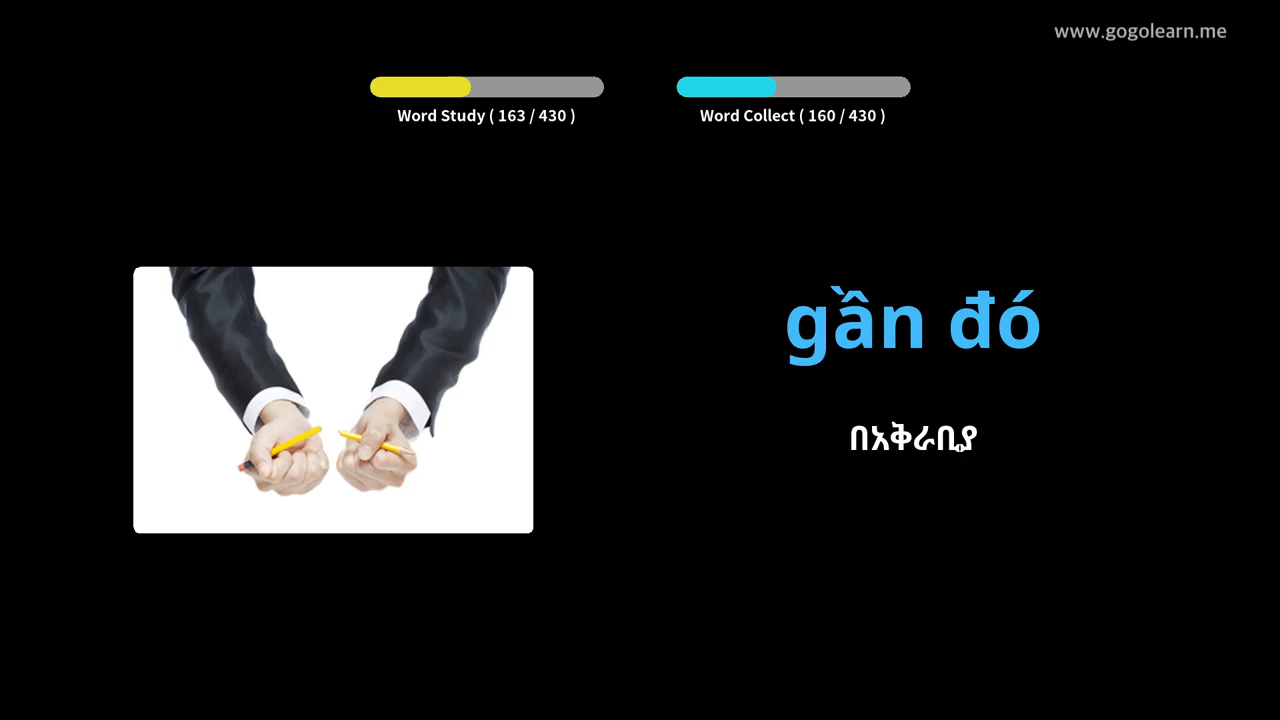 www.gogolearn.me
Word Study ( 163 / 430 )
Word Collect ( 160 / 430 )
gần đó
በአቅራቢያ